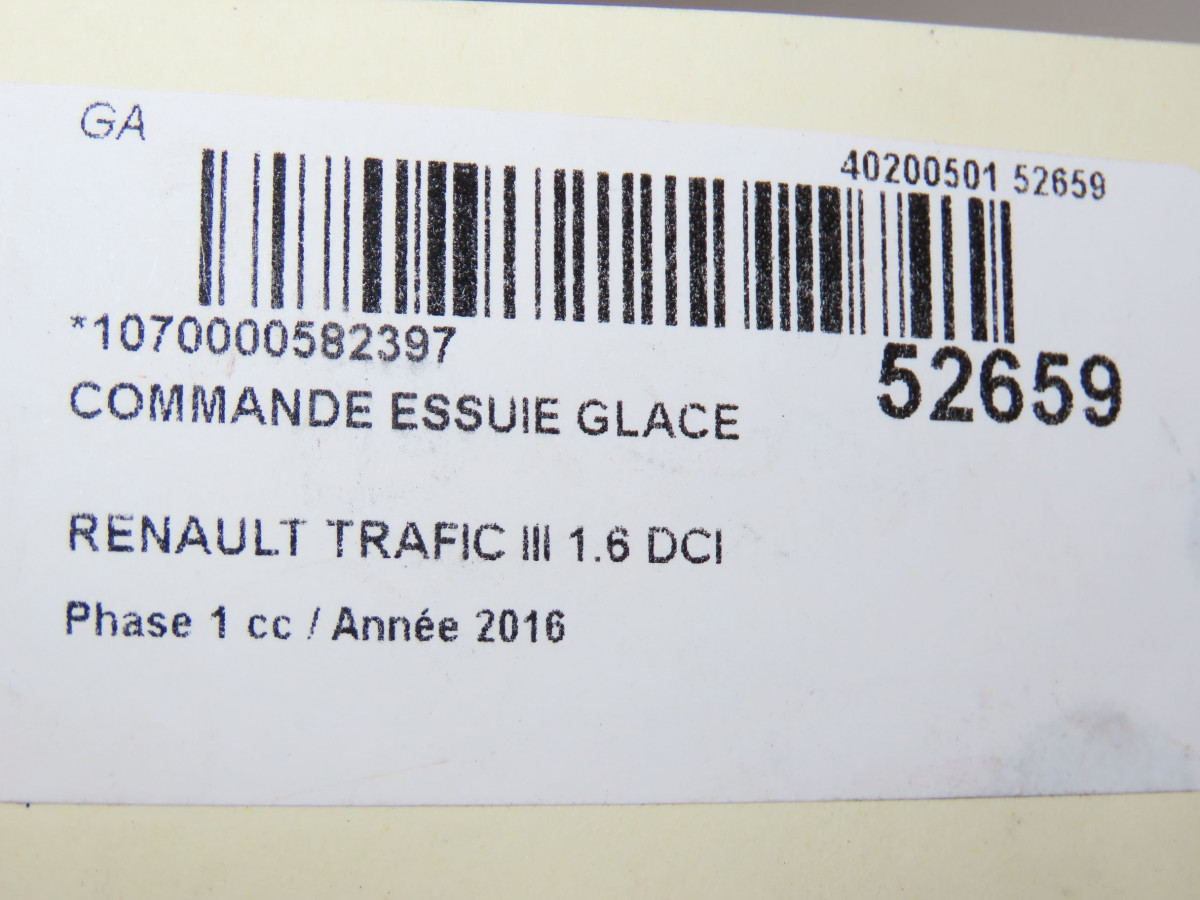 GA
40200501 52659
*1070000582397
52659
COMMANDE ESSUIE GLACE
RENAULT TRAFIC III 1.6 DCI
Phase 1 cc / Année 2016